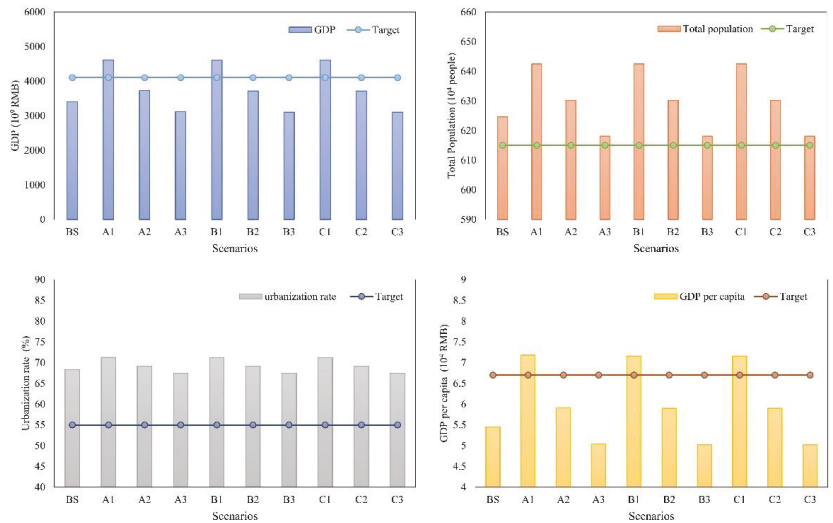 6000
5000
4000
3000
2000
1000
0
GDP (10⁹ RMB)
GDP
Target
BS A1 A2 A3 B1 B2 B3 C1 C2 C3
Scenarios
660
650
640
630
620
610
600
590
Total Population (10⁴ people)
Total population
Target
BS A1 A2 A3 B1 B2 B3 C1 C2 C3
Scenarios
90
85
80
75
70
65
60
55
50
45
40
Urbanization rate (%)
urbanization rate
Target
BS A1 A2 A3 B1 B2 B3 C1 C2 C3
Scenarios
9
8.5
8
7.5
7
6.5
6
5.5
5
4.5
4
GDP per capita (10⁴ RMB)
GDP per capita
Target
BS A1 A2 A3 B1 B2 B3 C1 C2 C3
Scenarios